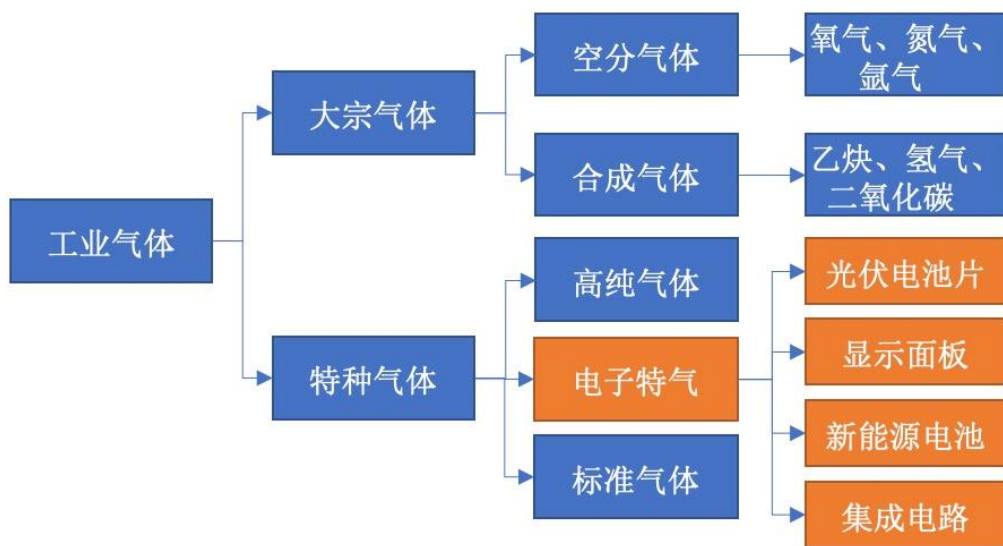 工业气体
大宗气体
特种气体
空分气体
合成气体
高纯气体
电子特气
标准气体
氧气、氮气、
氩气
乙炔、氢气、
二氧化碳
光伏电池片
显示面板
新能源电池
集成电路